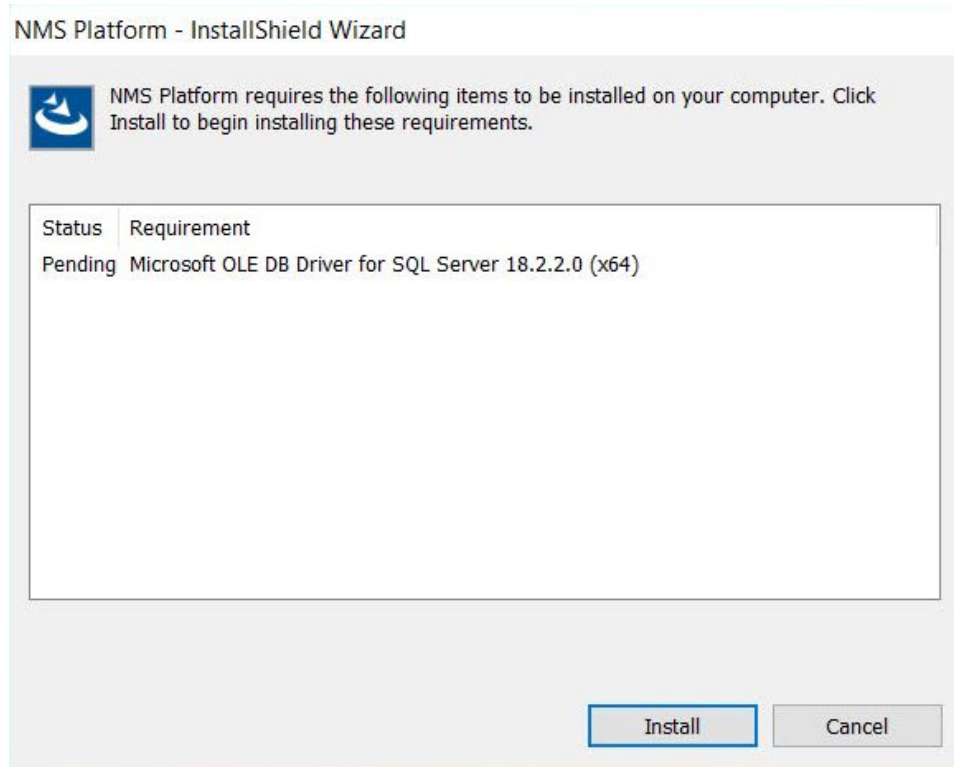 NMS Platform - InstallShield Wizard
NMS Platform requires the following items to be installed on your computer. Click
Install to begin installing these requirements.
Status Requirement
Pending Microsoft OLE DB Driver for SQL Server 18.2.2.0 (x64)
Install Cancel